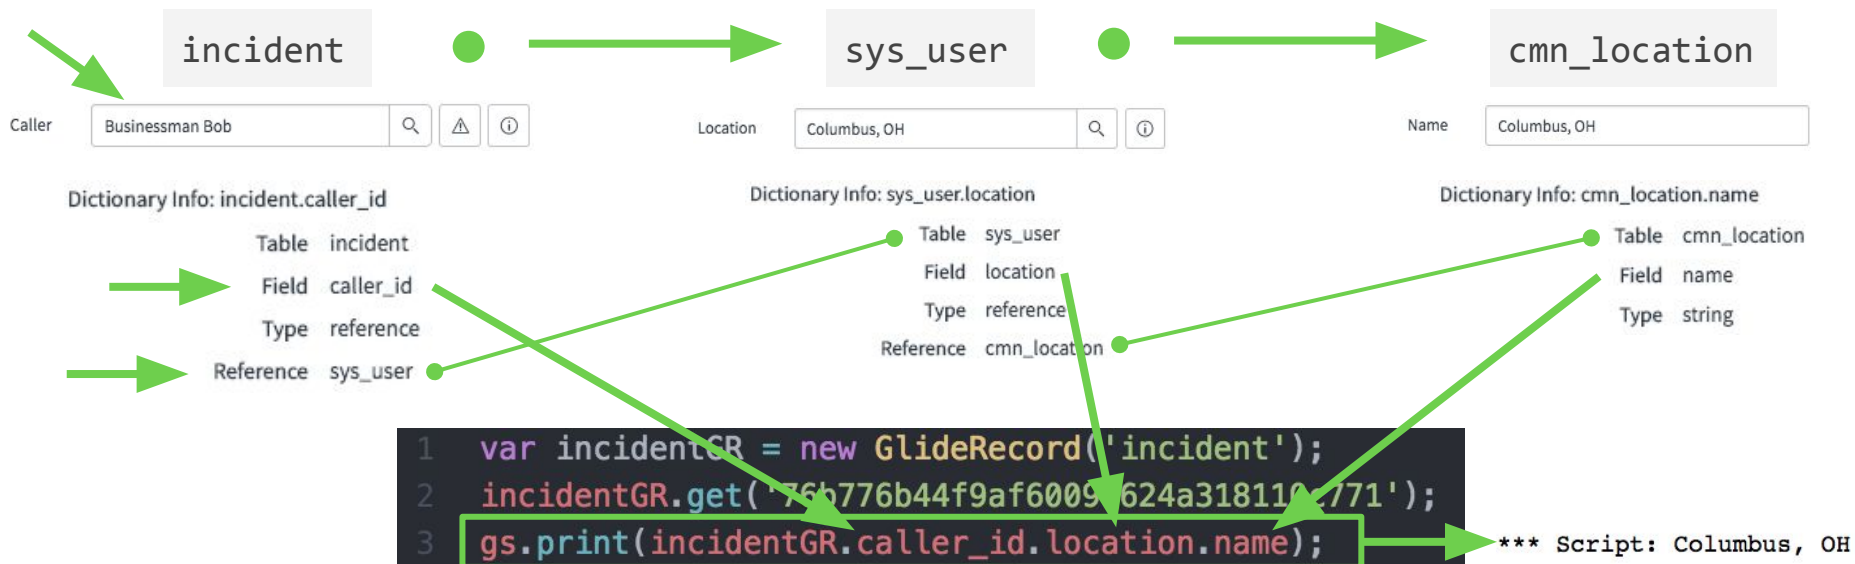 incident
sys_user
cmn_location
Caller Businessman Bob
Location Columbus, OH
Name Columbus, OH
Dictionary Info: incident.caller_id
Table incident
Field caller_id
Type reference
Reference sys_user
Dictionary Info: sys_user.location
Table sys_user
Field location
Type reference
Reference cmn_location
Dictionary Info: cmn_location.name
Table cmn_location
Field name
Type string
1 var incidentGR = new GlideRecord('incident');
2 incidentGR.get(
3 gs.print(incidentGR.caller_id.location.name);
*** Script: Columbus, OH